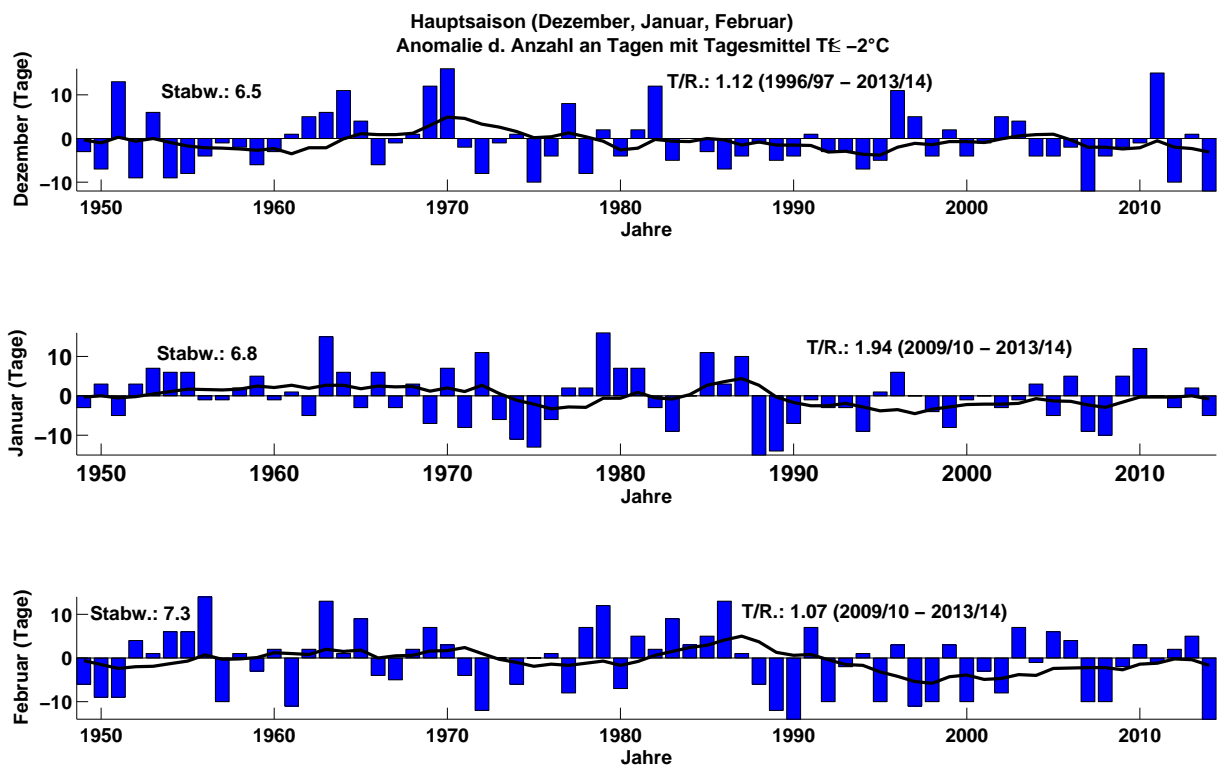 Hauptsaison (Dezember, Januar, Februar)
Anomalie d. Anzahl an Tagen mit Tagesmittel Tf≤ −2°C
Dezember (Tage)
10
0
−10
Stabw.: 6.5
T/R.: 1.12 (1996/97 − 2013/14)
1950 1960 1970 1980 1990 2000 2010
Jahre
Januar (Tage)
10
0
−10
Stabw.: 6.8
T/R.: 1.94 (2009/10 − 2013/14)
1950 1960 1970 1980 1990 2000 2010
Jahre
Februar (Tage)
10
0
−10
Stabw.: 7.3
T/R.: 1.07 (2009/10 − 2013/14)
1950 1960 1970 1980 1990 2000 2010
Jahre